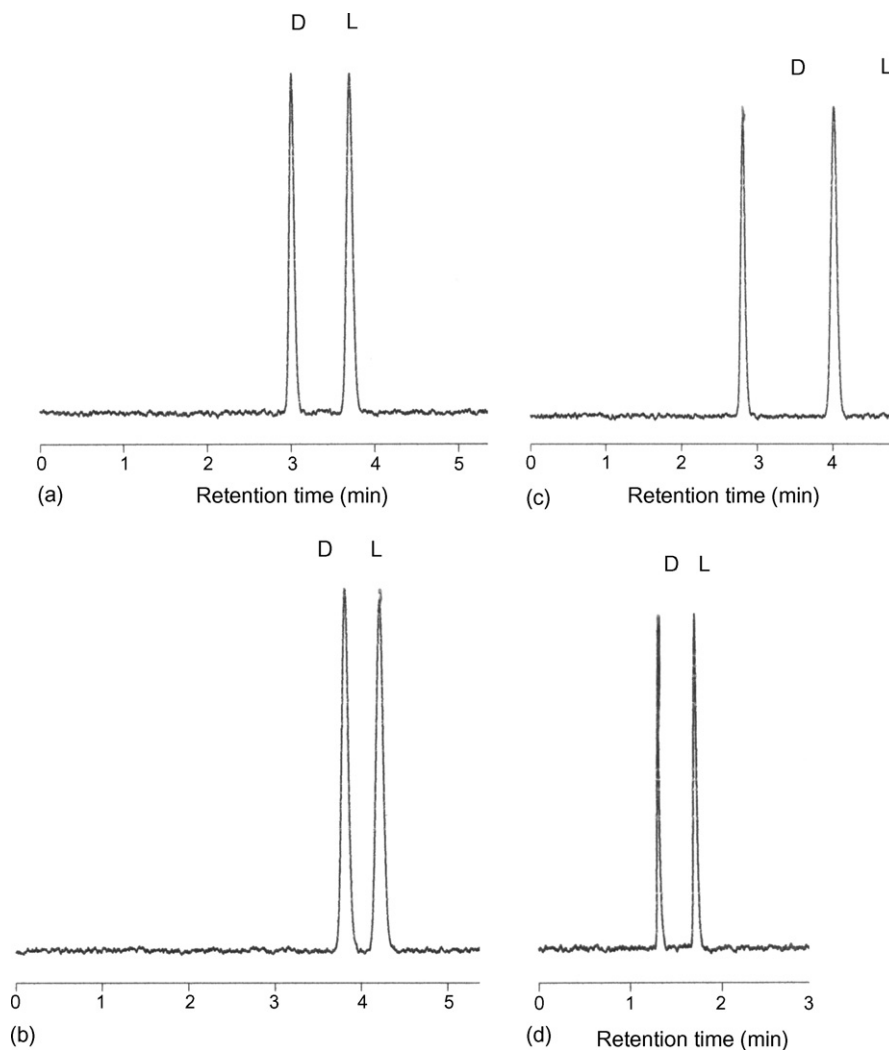 D L
0 1 2 3 4 5
(a) Retention time (min)
D L
0 1 2 3 4
(c) Retention time (min)
D L
0 1 2 3 4 5
(b)
D L
0 1 2 3
(d) Retention time (min)